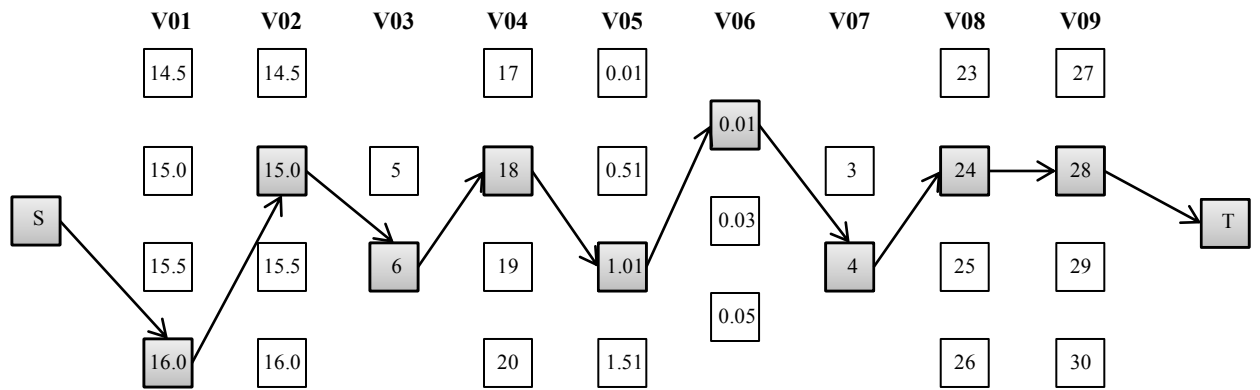 V01 V02 V03 V04 V05 V06 V07 V08 V09
14.5 14.5 17 0.01 23 27
0.01
15.0 15.0 5 18 0.51 3 24 28
S 0.03 T
15.5 15.5 6 19 1.01 4 25 29
0.05
16.0 16.0 20 1.51 26 30